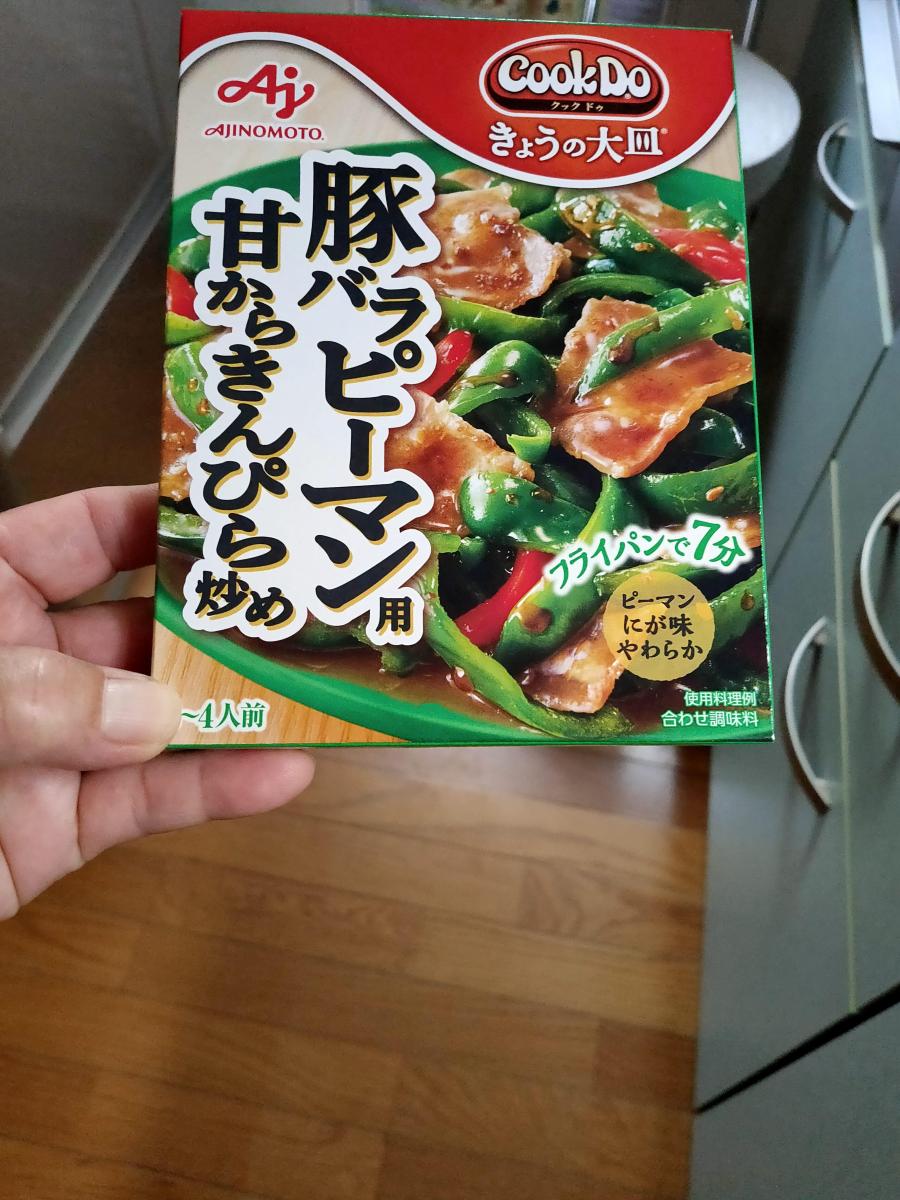 Aj
AJINOMOTO®
CookDo
クックドゥ
きょうの大皿®
豚バラピーマン用
甘からきんぴら炒め
フライパンで7分
ピーマン
にが味
やわらか
~4人前
使用料理例
合わせ調味料